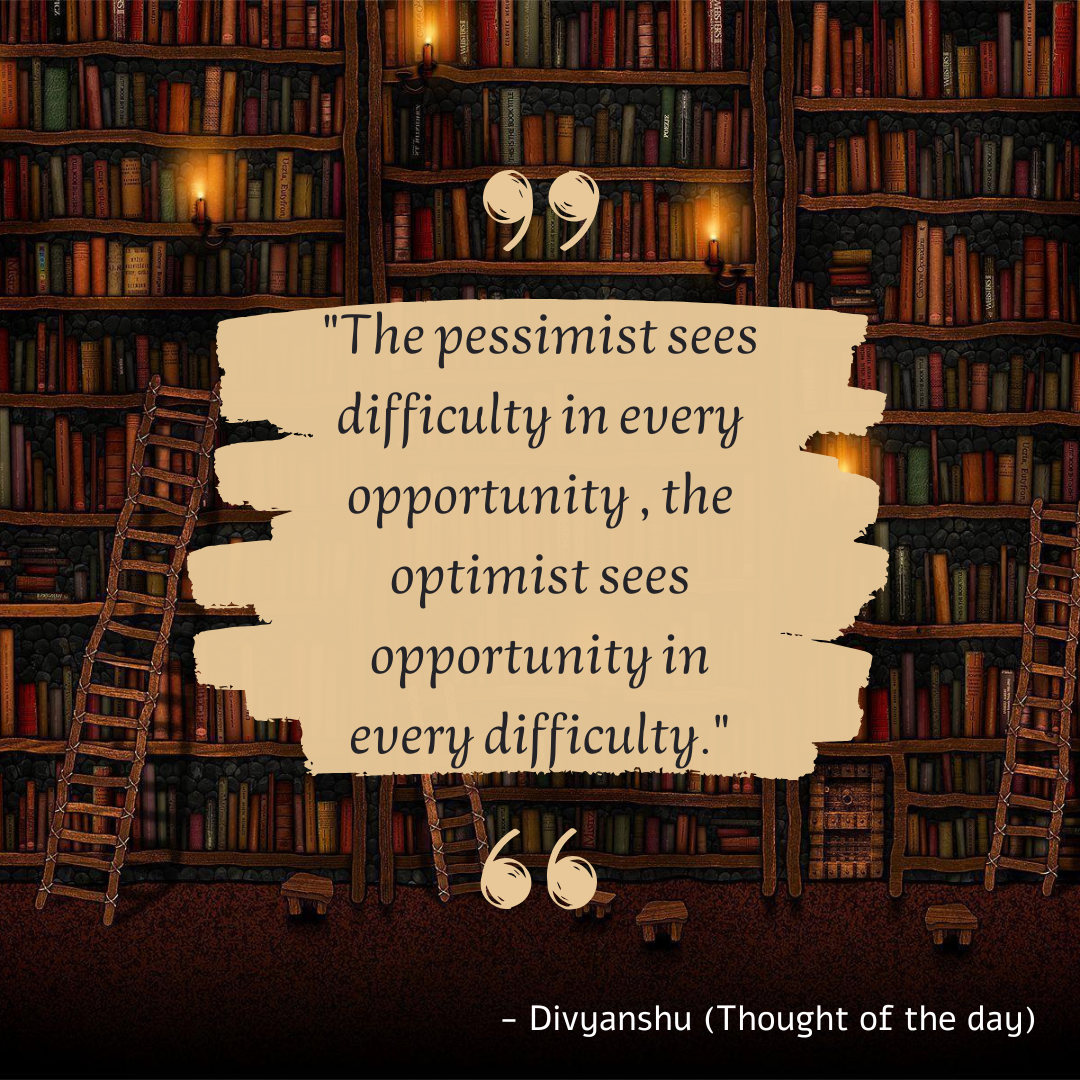 "The pessimist sees
difficulty in every
opportunity , the
optimist sees
opportunity in
every difficulty."
– Divyanshu (Thought of the day)